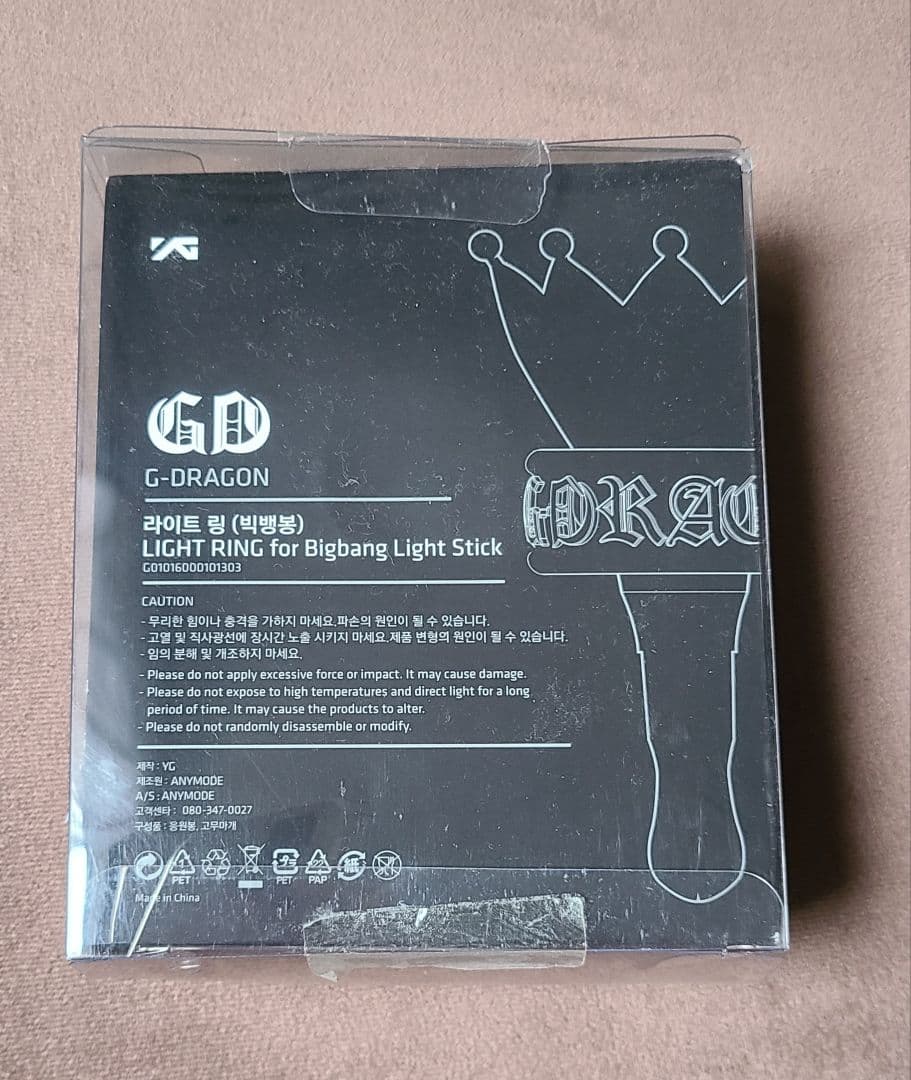 YG
GD
G-DRAGON
라이트 링 (빅뱅봉)
LIGHT RING for Bigbang Light Stick
G01016000101303
CAUTION
- 무리한 힘이나 충격을 가하지 마세요.파손의 원인이 될 수 있습니다.
- 고열 및 직사광선에 장시간 노출 시키지 마세요.제품 변형의 원인이 될 수 있습니다.
- 임의 분해 및 개조하지 마세요.
- Please do not apply excessive force or impact. It may cause damage.
- Please do not expose to high temperatures and direct light for a long
period of time. It may cause the products to alter.
- Please do not randomly disassemble or modify.
제작 : YG
제조원 : ANYMODE
A/S : ANYMODE
고객센타 : 080-347-0027
구성품 : 응원봉, 고무마개
PET PET PAP 紙
Made in China
GDRAG